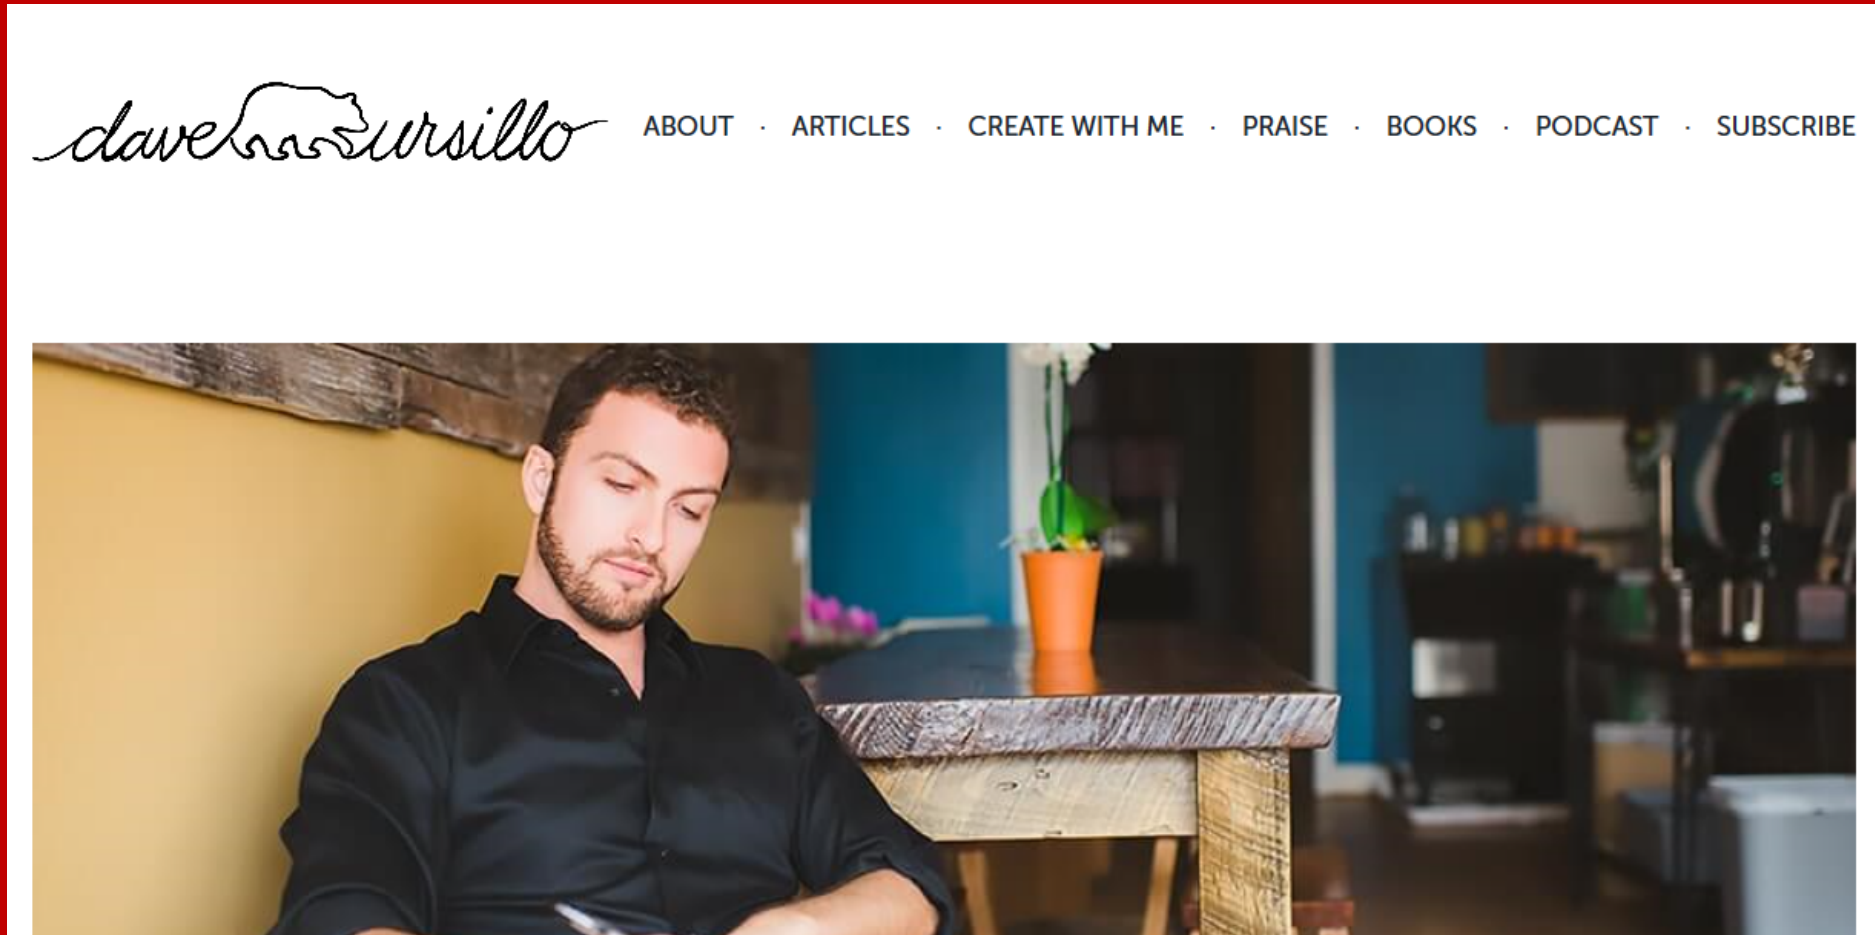 dave ursillo
ABOUT · ARTICLES · CREATE WITH ME · PRAISE · BOOKS · PODCAST · SUBSCRIBE